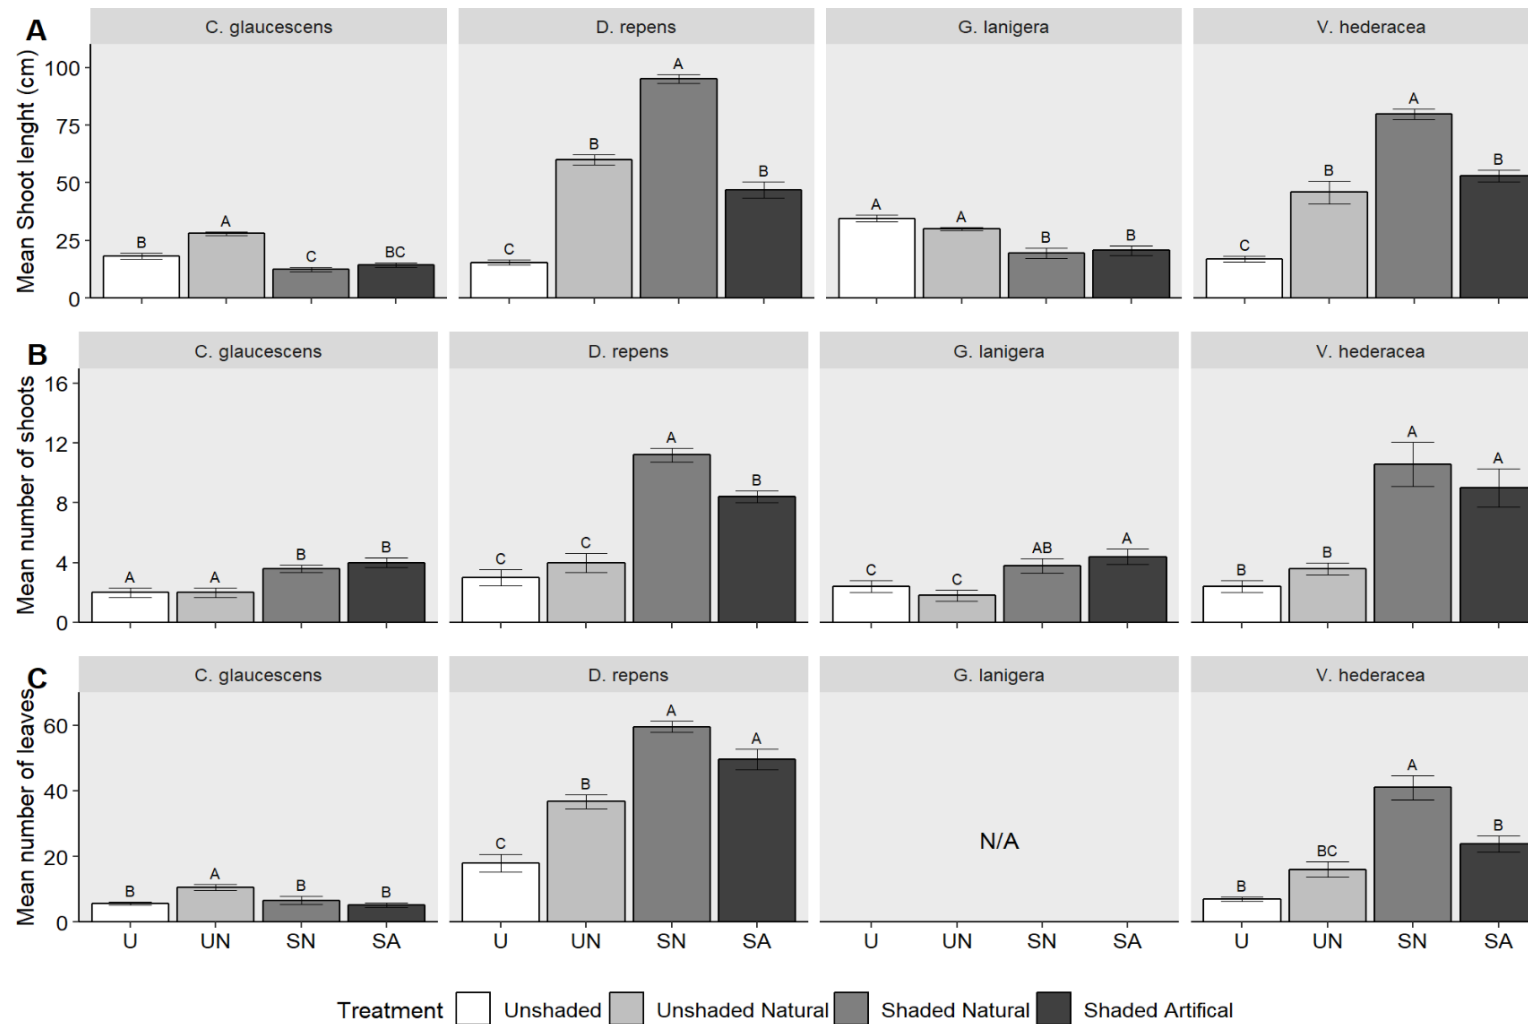 A
C. glaucescens D. repens G. lanigera V. hederacea
Mean Shoot lenght (cm)
100
75
50
25
0
B A C BC
C B A B
A A B B
C B A B
B
C. glaucescens D. repens G. lanigera V. hederacea
Mean number of shoots
16
12
8
4
0
A A B B
C C A B
C C AB A
B B A A
C
C. glaucescens D. repens G. lanigera V. hederacea
Mean number of leaves
60
40
20
0
B A B B
C B A A
N/A
B BC A B
U UN SN SA U UN SN SA U UN SN SA U UN SN SA
Treatment Unshaded Unshaded Natural Shaded Natural Shaded Artifical